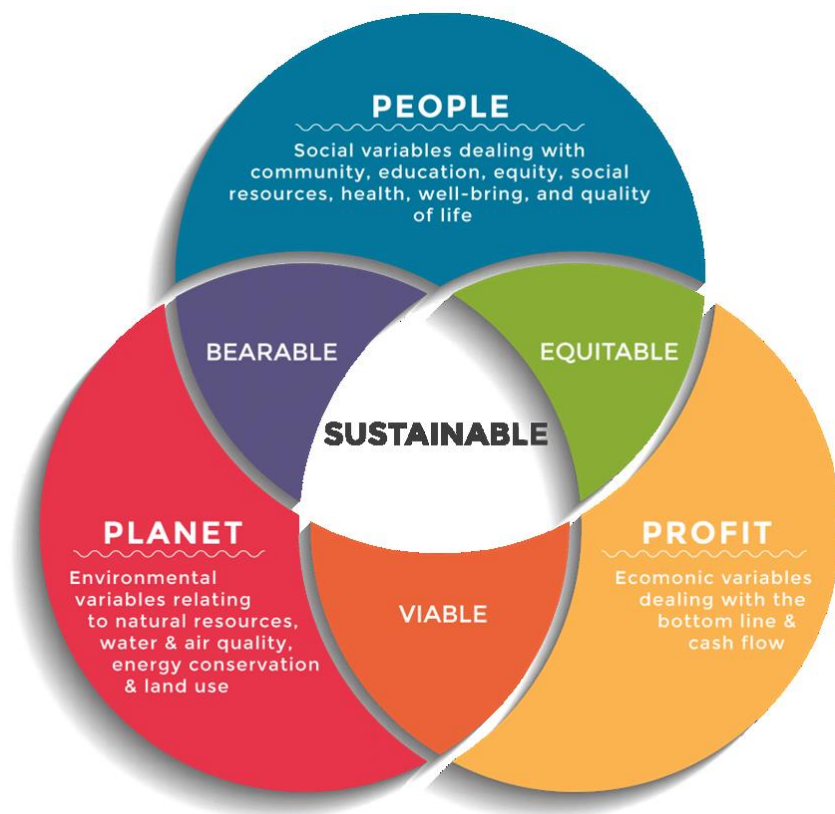 PEOPLE
Social variables dealing with
community, education, equity, social
resources, health, well-bring, and quality
of life
BEARABLE
EQUITABLE
SUSTAINABLE
PLANET
Environmental
variables relating
to natural resources,
water & air quality,
energy conservation
& land use
VIABLE
PROFIT
Ecomonic variables
dealing with the
bottom line &
cash flow